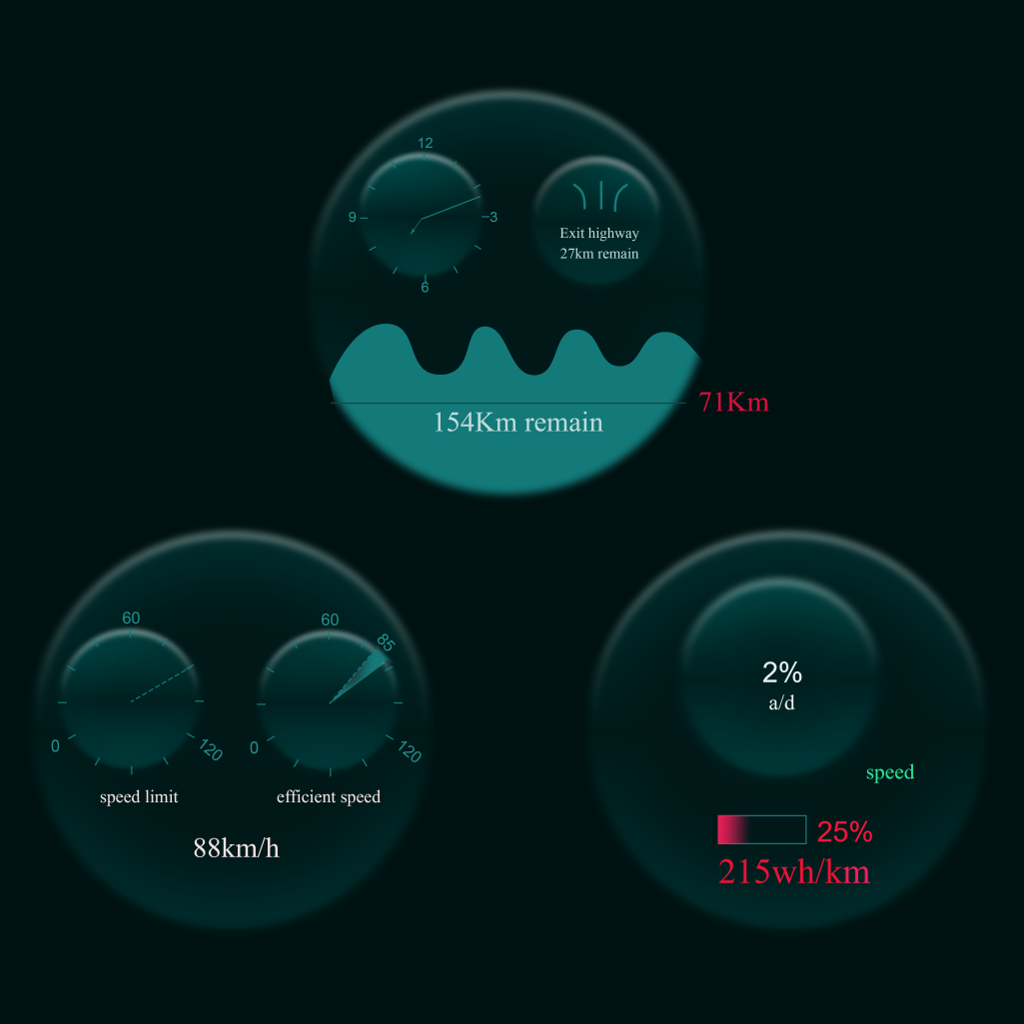 12
9
3
6
Exit highway
27km remain
71Km
154Km remain
60
0
120
speed limit
60
85
0
120
efficient speed
88km/h
2%
a/d
speed
25%
215wh/km